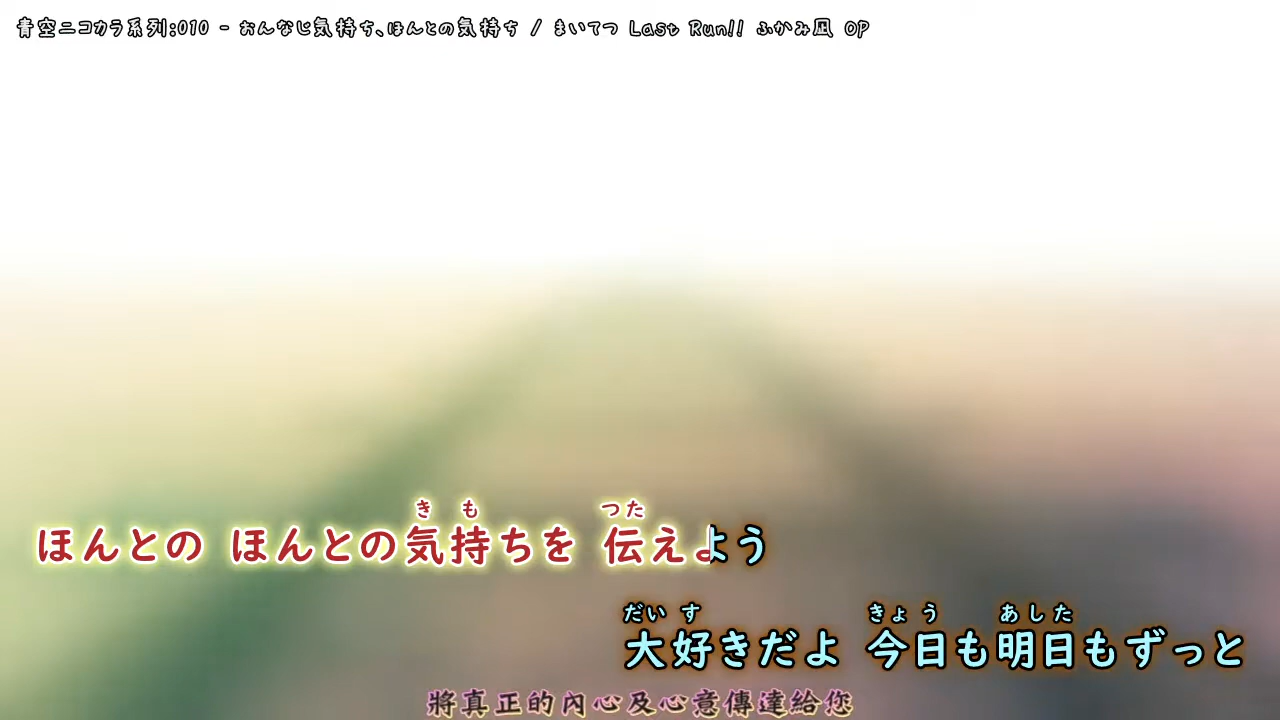 青空ニコカラ系列:010 - おんなじ気持ち、ほんとの気持ち / まいてつ Last Run!! ふかみ凪 OP
き も つた
ほんとの ほんとの気持ちを 伝えよう
だい す きょ う あ し た
大好きだよ 今日も明日もずっと
將真正的內心及心意傳達給您